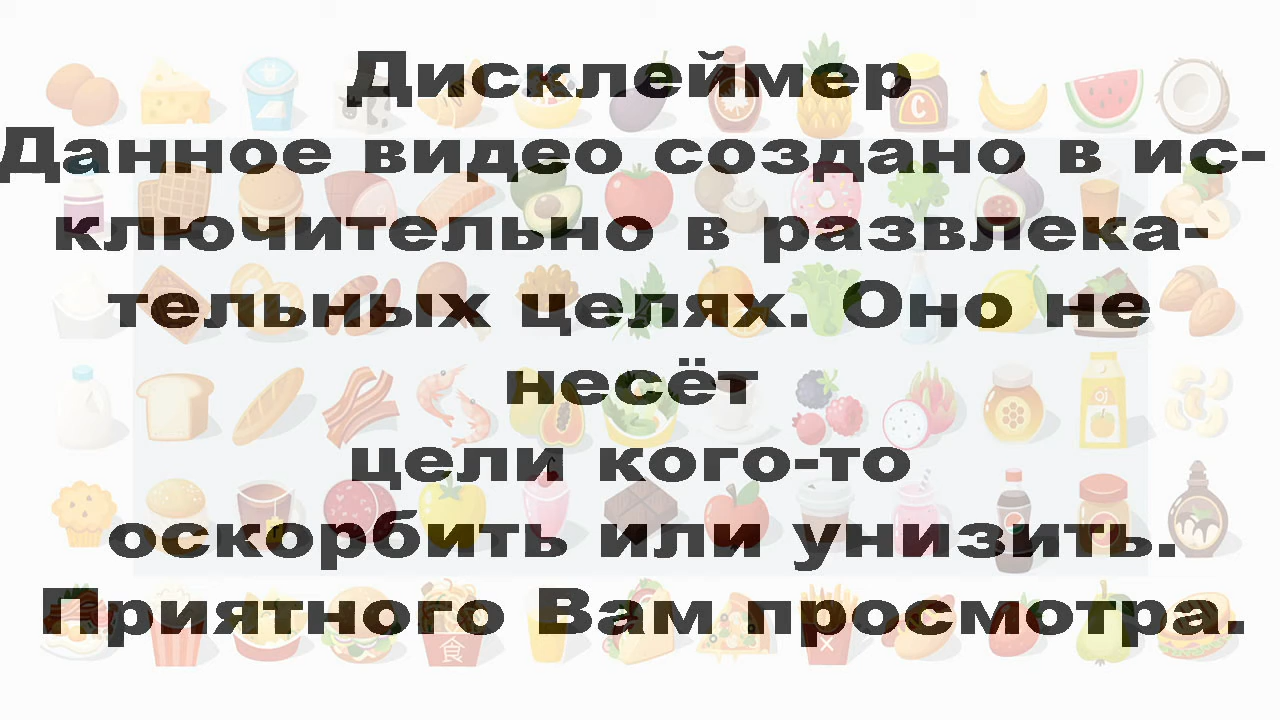 Дисклеймер
Данное видео создано в ис-
ключительно в развлека-
тельных целях. Оно не
несёт
цели кого-то
оскорбить или унизить.
Приятного Вам просмотра.
C
食